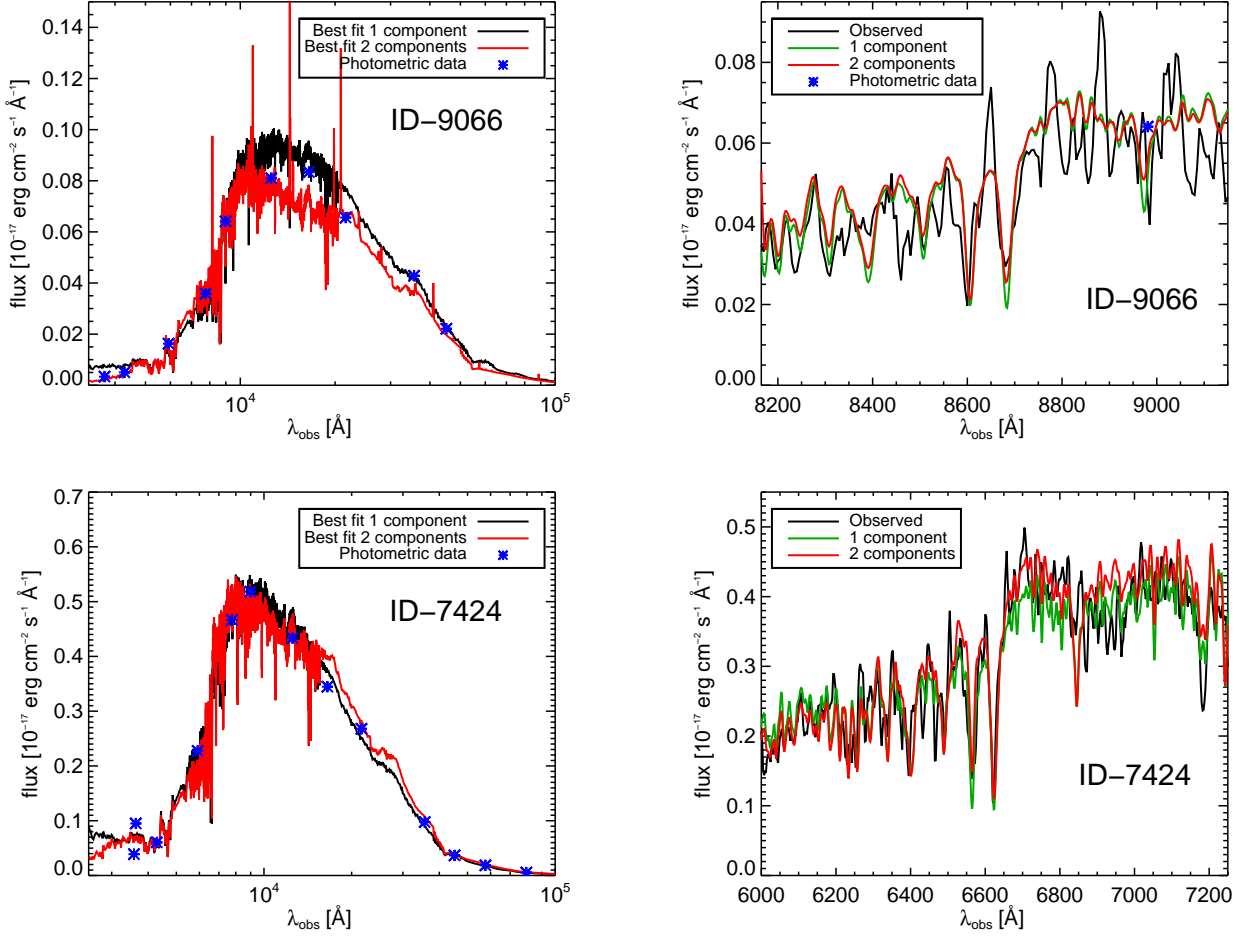 Best fit 1 component
Best fit 2 components
Photometric data
ID−9066
0.00
0.02
0.04
0.06
0.08
0.10
0.12
0.14
flux [10⁻¹⁷ erg cm⁻² s⁻¹ Å⁻¹]
10⁴
10⁵
λobs [Å]
Observed
1 component
2 components
Photometric data
ID−9066
0.00
0.02
0.04
0.06
0.08
flux [10⁻¹⁷ erg cm⁻² s⁻¹ Å⁻¹]
8200 8400 8600 8800 9000
λobs [Å]
Best fit 1 component
Best fit 2 components
Photometric data
ID−7424
0.0
0.1
0.2
0.3
0.4
0.5
0.6
0.7
flux [10⁻¹⁷ erg cm⁻² s⁻¹ Å⁻¹]
10⁴
10⁵
λobs [Å]
Observed
1 component
2 components
ID−7424
0.0
0.1
0.2
0.3
0.4
0.5
flux [10⁻¹⁷ erg cm⁻² s⁻¹ Å⁻¹]
6000 6200 6400 6600 6800 7000 7200
λobs [Å]